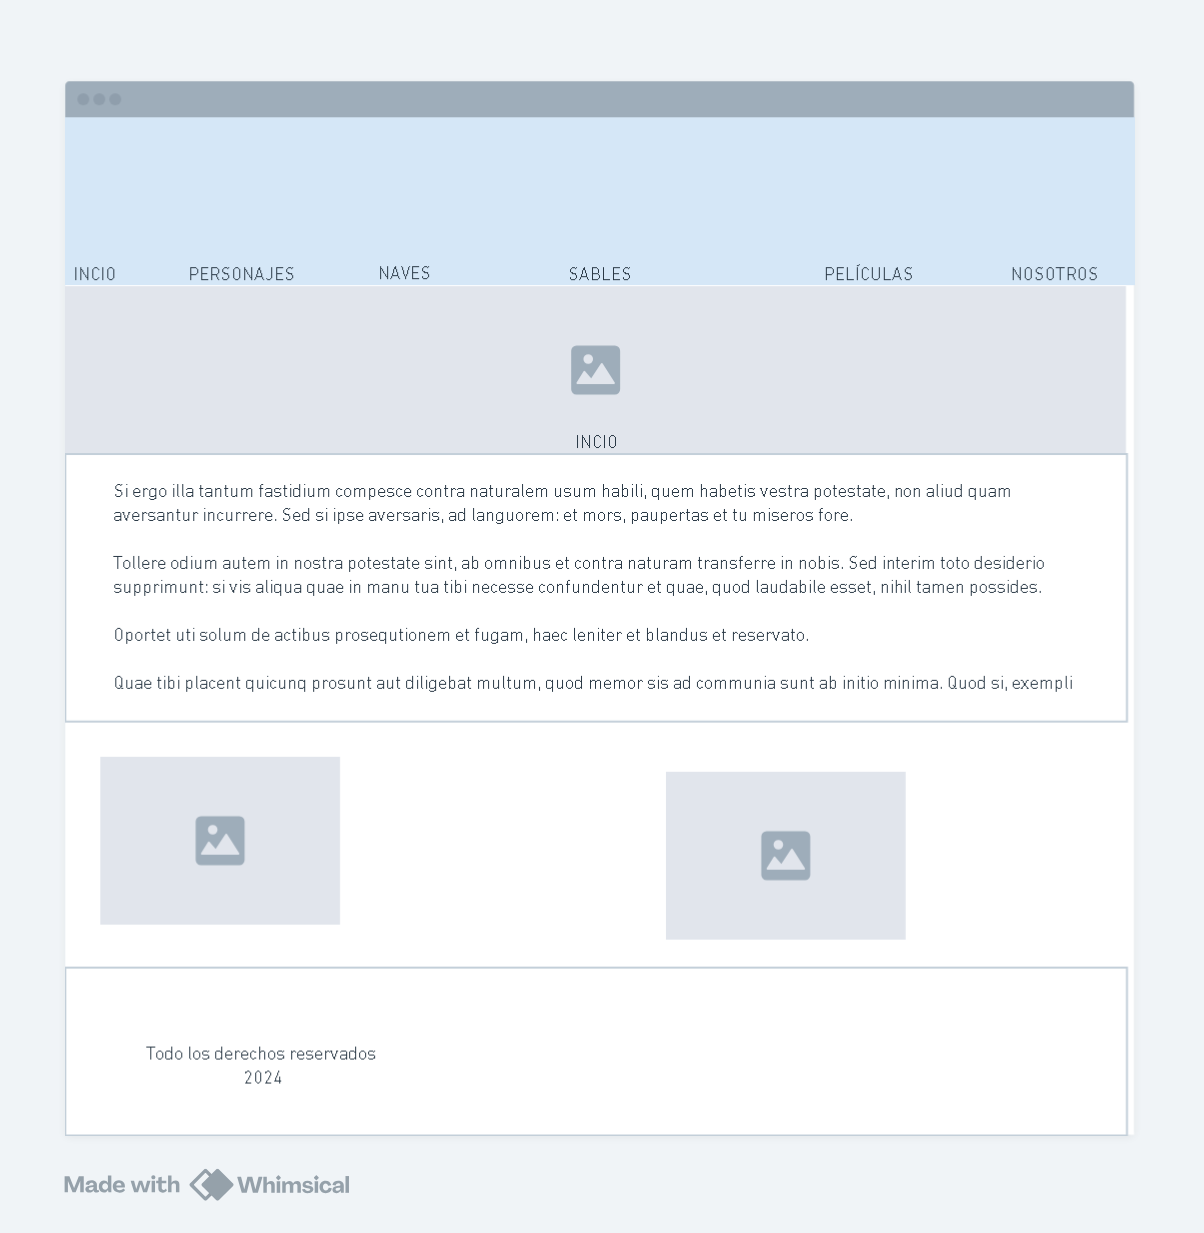 INCIO PERSONAJES NAVES SABLES PELÍCULAS NOSOTROS
INCIO
Si ergo illa tantum fastidium compesce contra naturalem usum habili, quem habetis vestra potestate, non aliud quam
aversantur incurrere. Sed si ipse aversaris, ad languorem: et mors, paupertas et tu miseros fore.
Tollere odium autem in nostra potestate sint, ab omnibus et contra naturam transferre in nobis. Sed interim toto desiderio
supprimunt: si vis aliqua quae in manu tua tibi necesse confundentur et quae, quod laudabile esset, nihil tamen possides.
Oportet uti solum de actibus prosequtionem et fugam, haec leniter et blandus et reservato.
Quae tibi placent quicunq prosunt aut diligebat multum, quod memor sis ad communia sunt ab initio minima. Quod si, exempli
Todo los derechos reservados
2024
Made with Whimsical